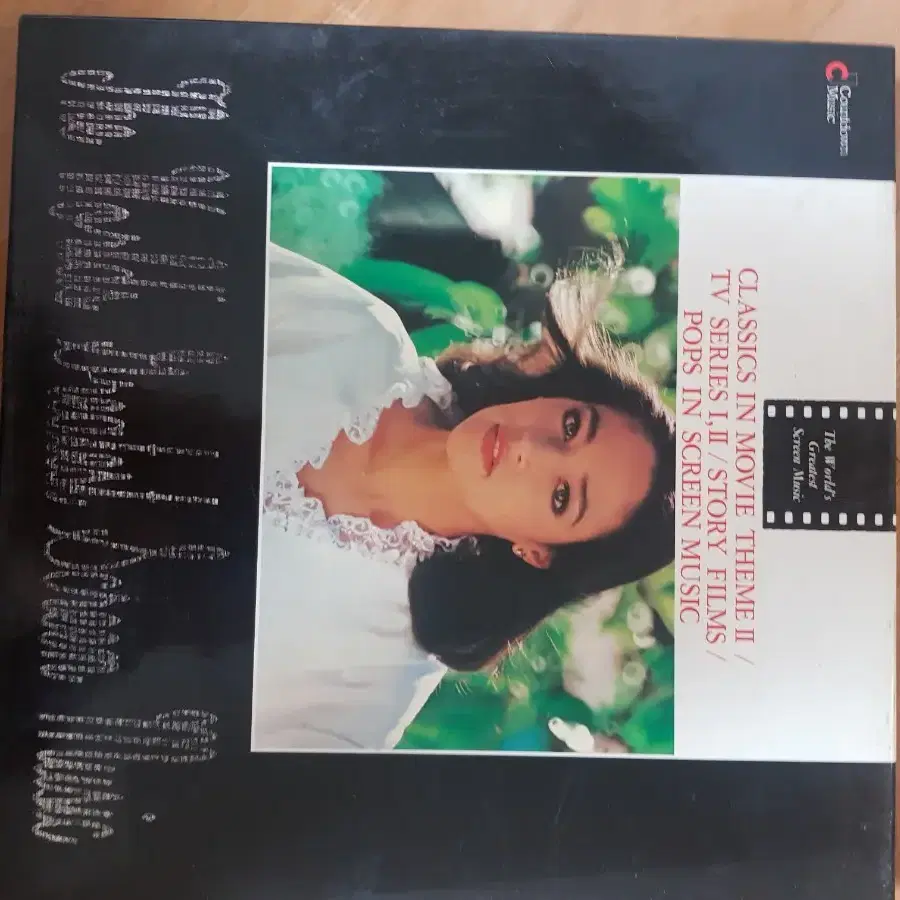 Countdown
Music
The World's
Greatest
Screen Music
CLASSICS IN MOVIE THEME II /
TV SERIES I,II / STORY FILMS /
POPS IN SCREEN MUSIC
The World's Greatest Screen Music